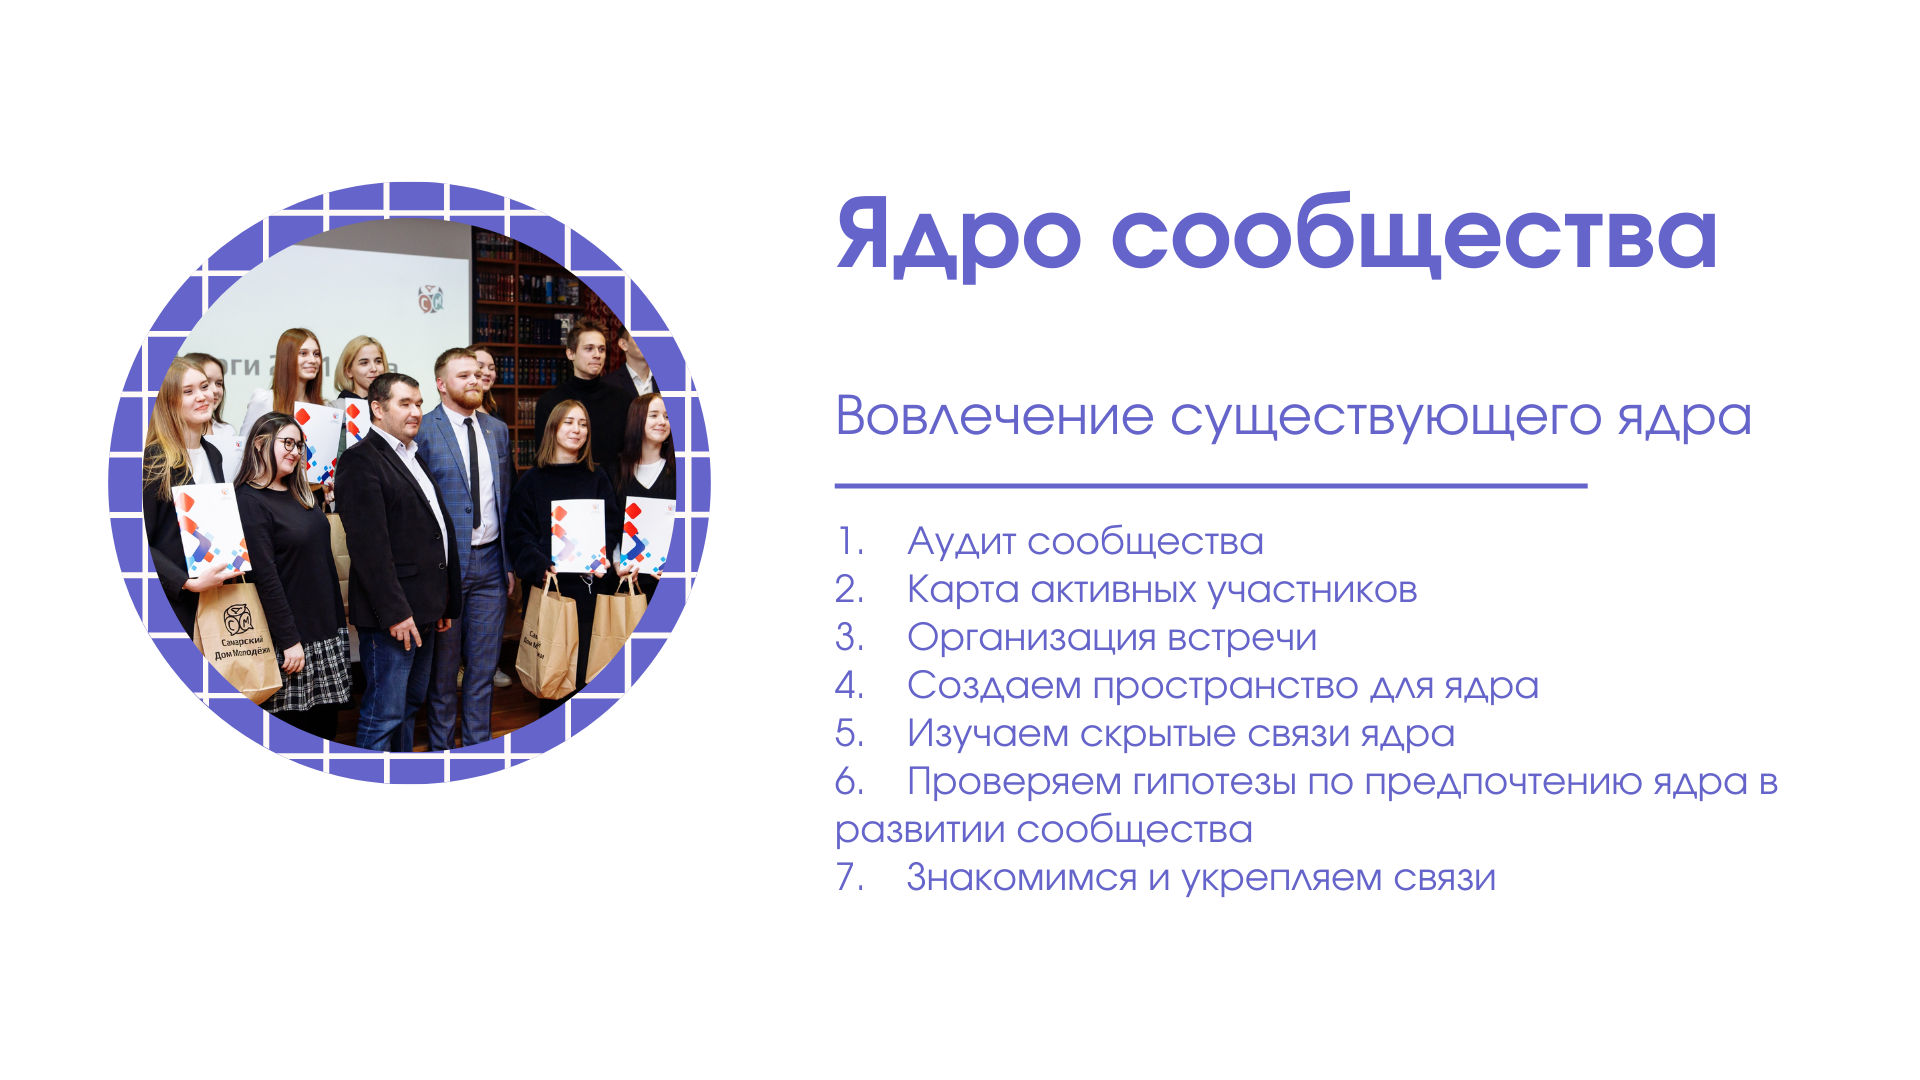 Ядро сообщества
Вовлечение существующего ядра
1. Аудит сообщества
2. Карта активных участников
3. Организация встречи
4. Создаем пространство для ядра
5. Изучаем скрытые связи ядра
6. Проверяем гипотезы по предпочтению ядра в
развитии сообщества
7. Знакомимся и укрепляем связи
СМ
Самарский
Дом Молодёжи